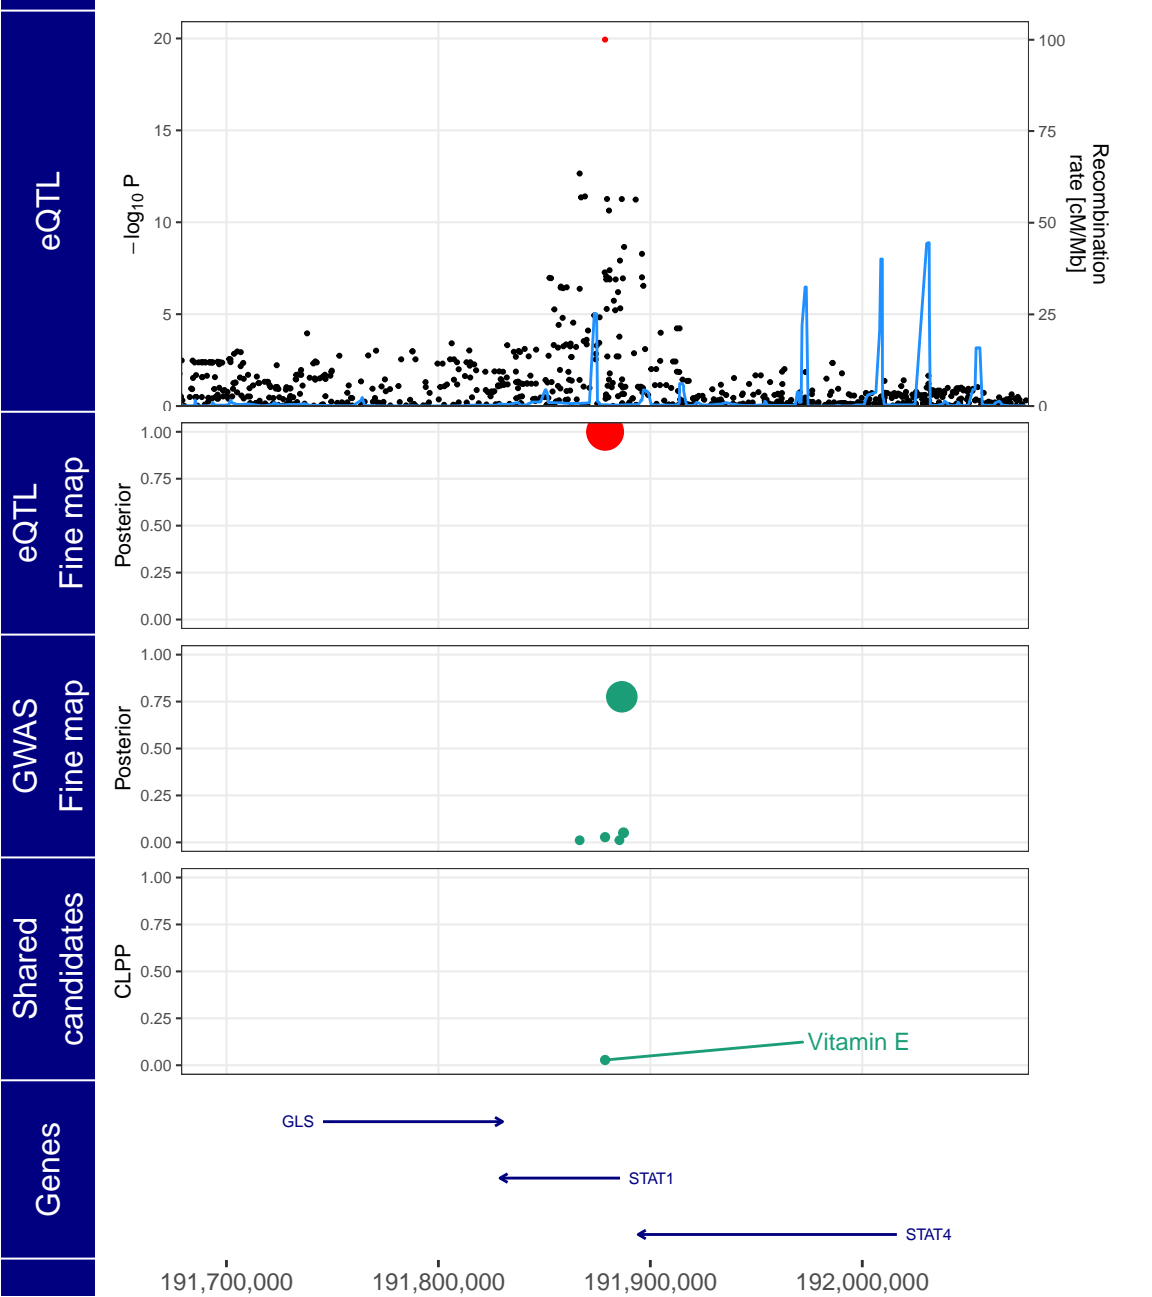 eQTL
20
15
10
5
0
−log10 P
100
75
50
25
0
Recombination
rate [cM/Mb]
eQTL
Fine map
1.00
0.75
0.50
0.25
0.00
Posterior
GWAS
Fine map
1.00
0.75
0.50
0.25
0.00
Posterior
Shared
candidates
1.00
0.75
0.50
0.25
0.00
CLPP
Vitamin E
Genes
GLS
STAT1
STAT4
191,700,000 191,800,000 191,900,000 192,000,000